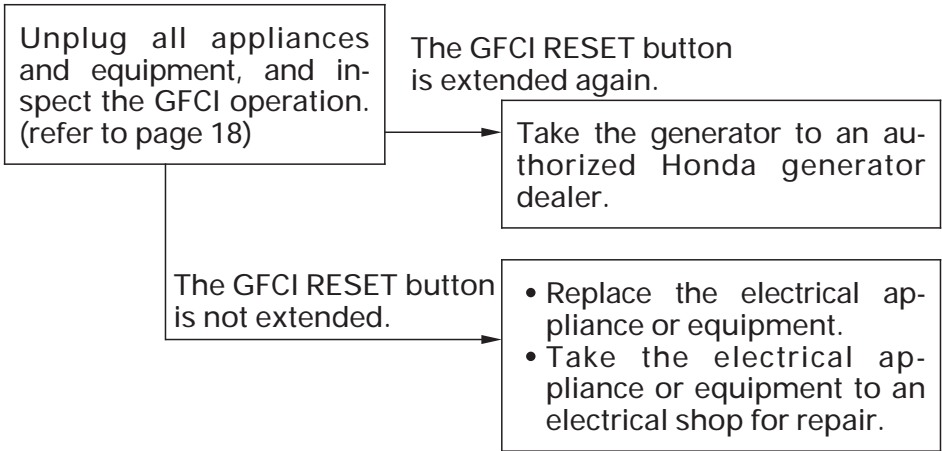 Unplug all appliances
and equipment, and in-
spect the GFCI operation.
(refer to page 18)
The GFCI RESET button
is extended again.
Take the generator to an au-
thorized Honda generator
dealer.
The GFCI RESET button
is not extended.
• Replace the electrical ap-
pliance or equipment.
• Take the electrical ap-
pliance or equipment to an
electrical shop for repair.